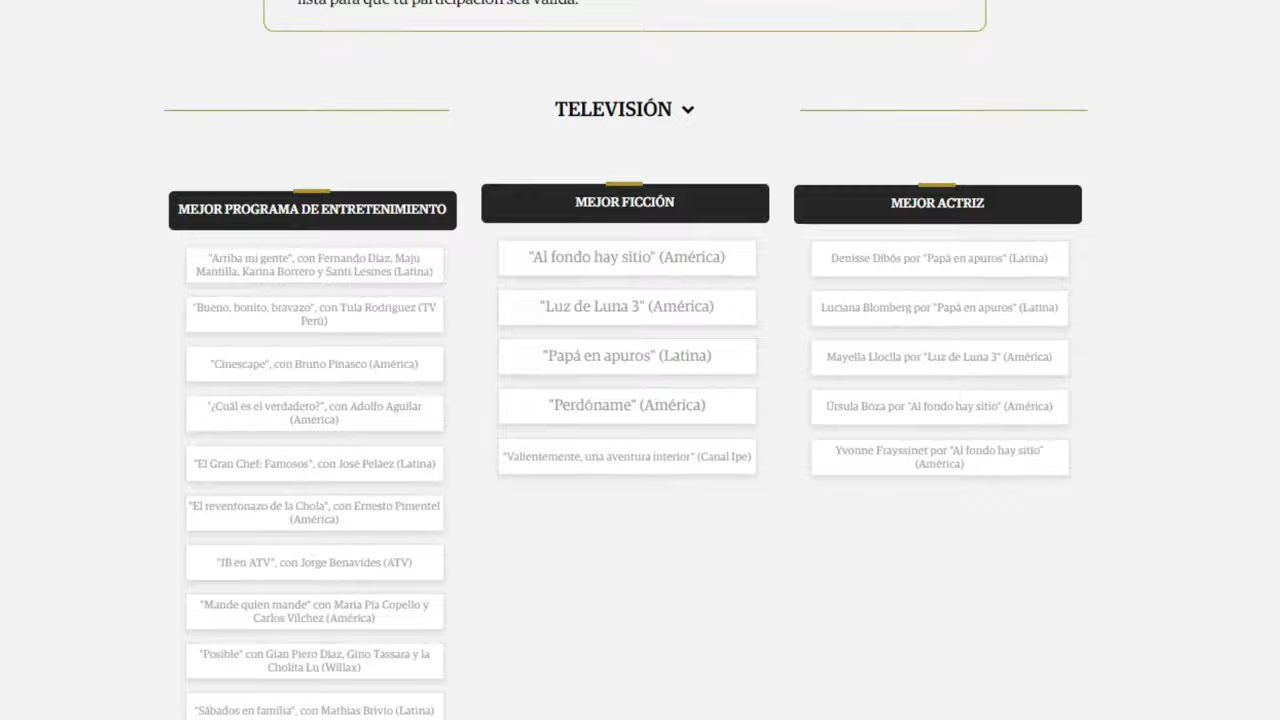 lista para que tu participación sea válida.
TELEVISIÓN
MEJOR PROGRAMA DE ENTRETENIMIENTO
"Arriba mi gente", con Fernando Díaz, Maju
Mantilla, Karina Borrero y Santi Lesmes (Latina)
"Bueno, bonito, bravazo", con Tula Rodríguez (TV
Perú)
"Cinescape", con Bruno Pinasco (América)
"¿Cuál es el verdadero?", con Adolfo Aguilar
(América)
"El Gran Chef: Famosos", con José Peláez (Latina)
"El reventonazo de la Chola", con Ernesto Pimentel
(América)
"JB en ATV", con Jorge Benavides (ATV)
"Mande quien mande" con Maria Pía Copello y
Carlos Vílchez (América)
"Posible" con Gian Piero Díaz, Gino Tassara y la
Cholita Lu (Willax)
"Sábados en familia", con Mathías Brivio (Latina)
MEJOR FICCIÓN
"Al fondo hay sitio" (América)
"Luz de Luna 3" (América)
"Papá en apuros" (Latina)
"Perdóname" (América)
"Valientemente, una aventura interior" (Canal Ipe)
MEJOR ACTRIZ
Denisse Dibós por "Papá en apuros" (Latina)
Luciana Blomberg por "Papá en apuros" (Latina)
Mayella Lloclla por "Luz de Luna 3" (América)
Úrsula Boza por "Al fondo hay sitio" (América)
Yvonne Frayssinet por "Al fondo hay sitio"
(América)